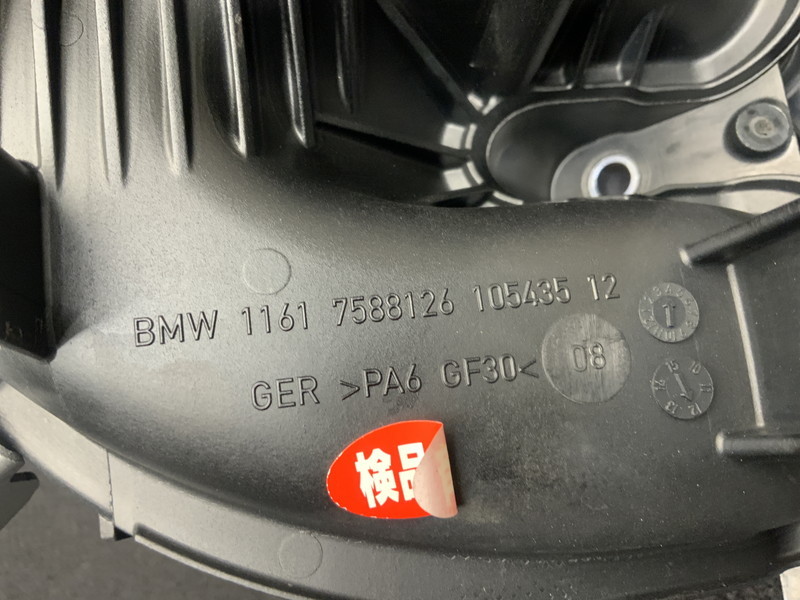 BMW 1161 7588126 105435 12
GER >PA6 GF30< 08
検品